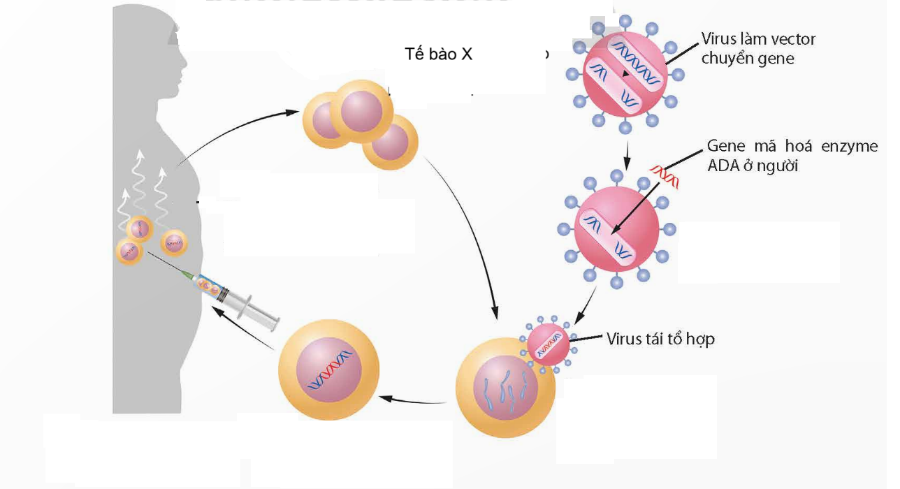 Tế bào X
Virus làm vector
chuyển gene
Gene mã hoá enzyme
ADA ở người
Virus tái tổ hợp